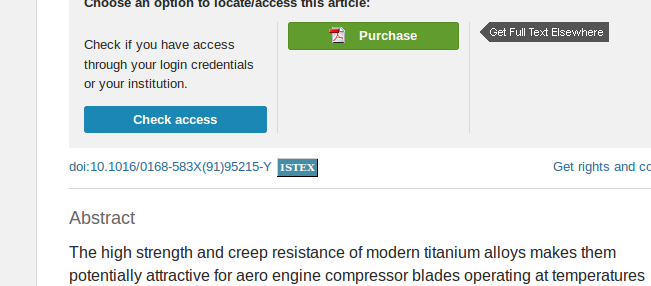 Choose an option to locate/access this article:
Check if you have access
through your login credentials
or your institution.
Check access
Purchase
Get Full Text Elsewhere
doi:10.1016/0168-583X(91)95215-Y ISTEX
Get rights and co
Abstract
The high strength and creep resistance of modern titanium alloys makes them
potentially attractive for aero engine compressor blades operating at temperatures